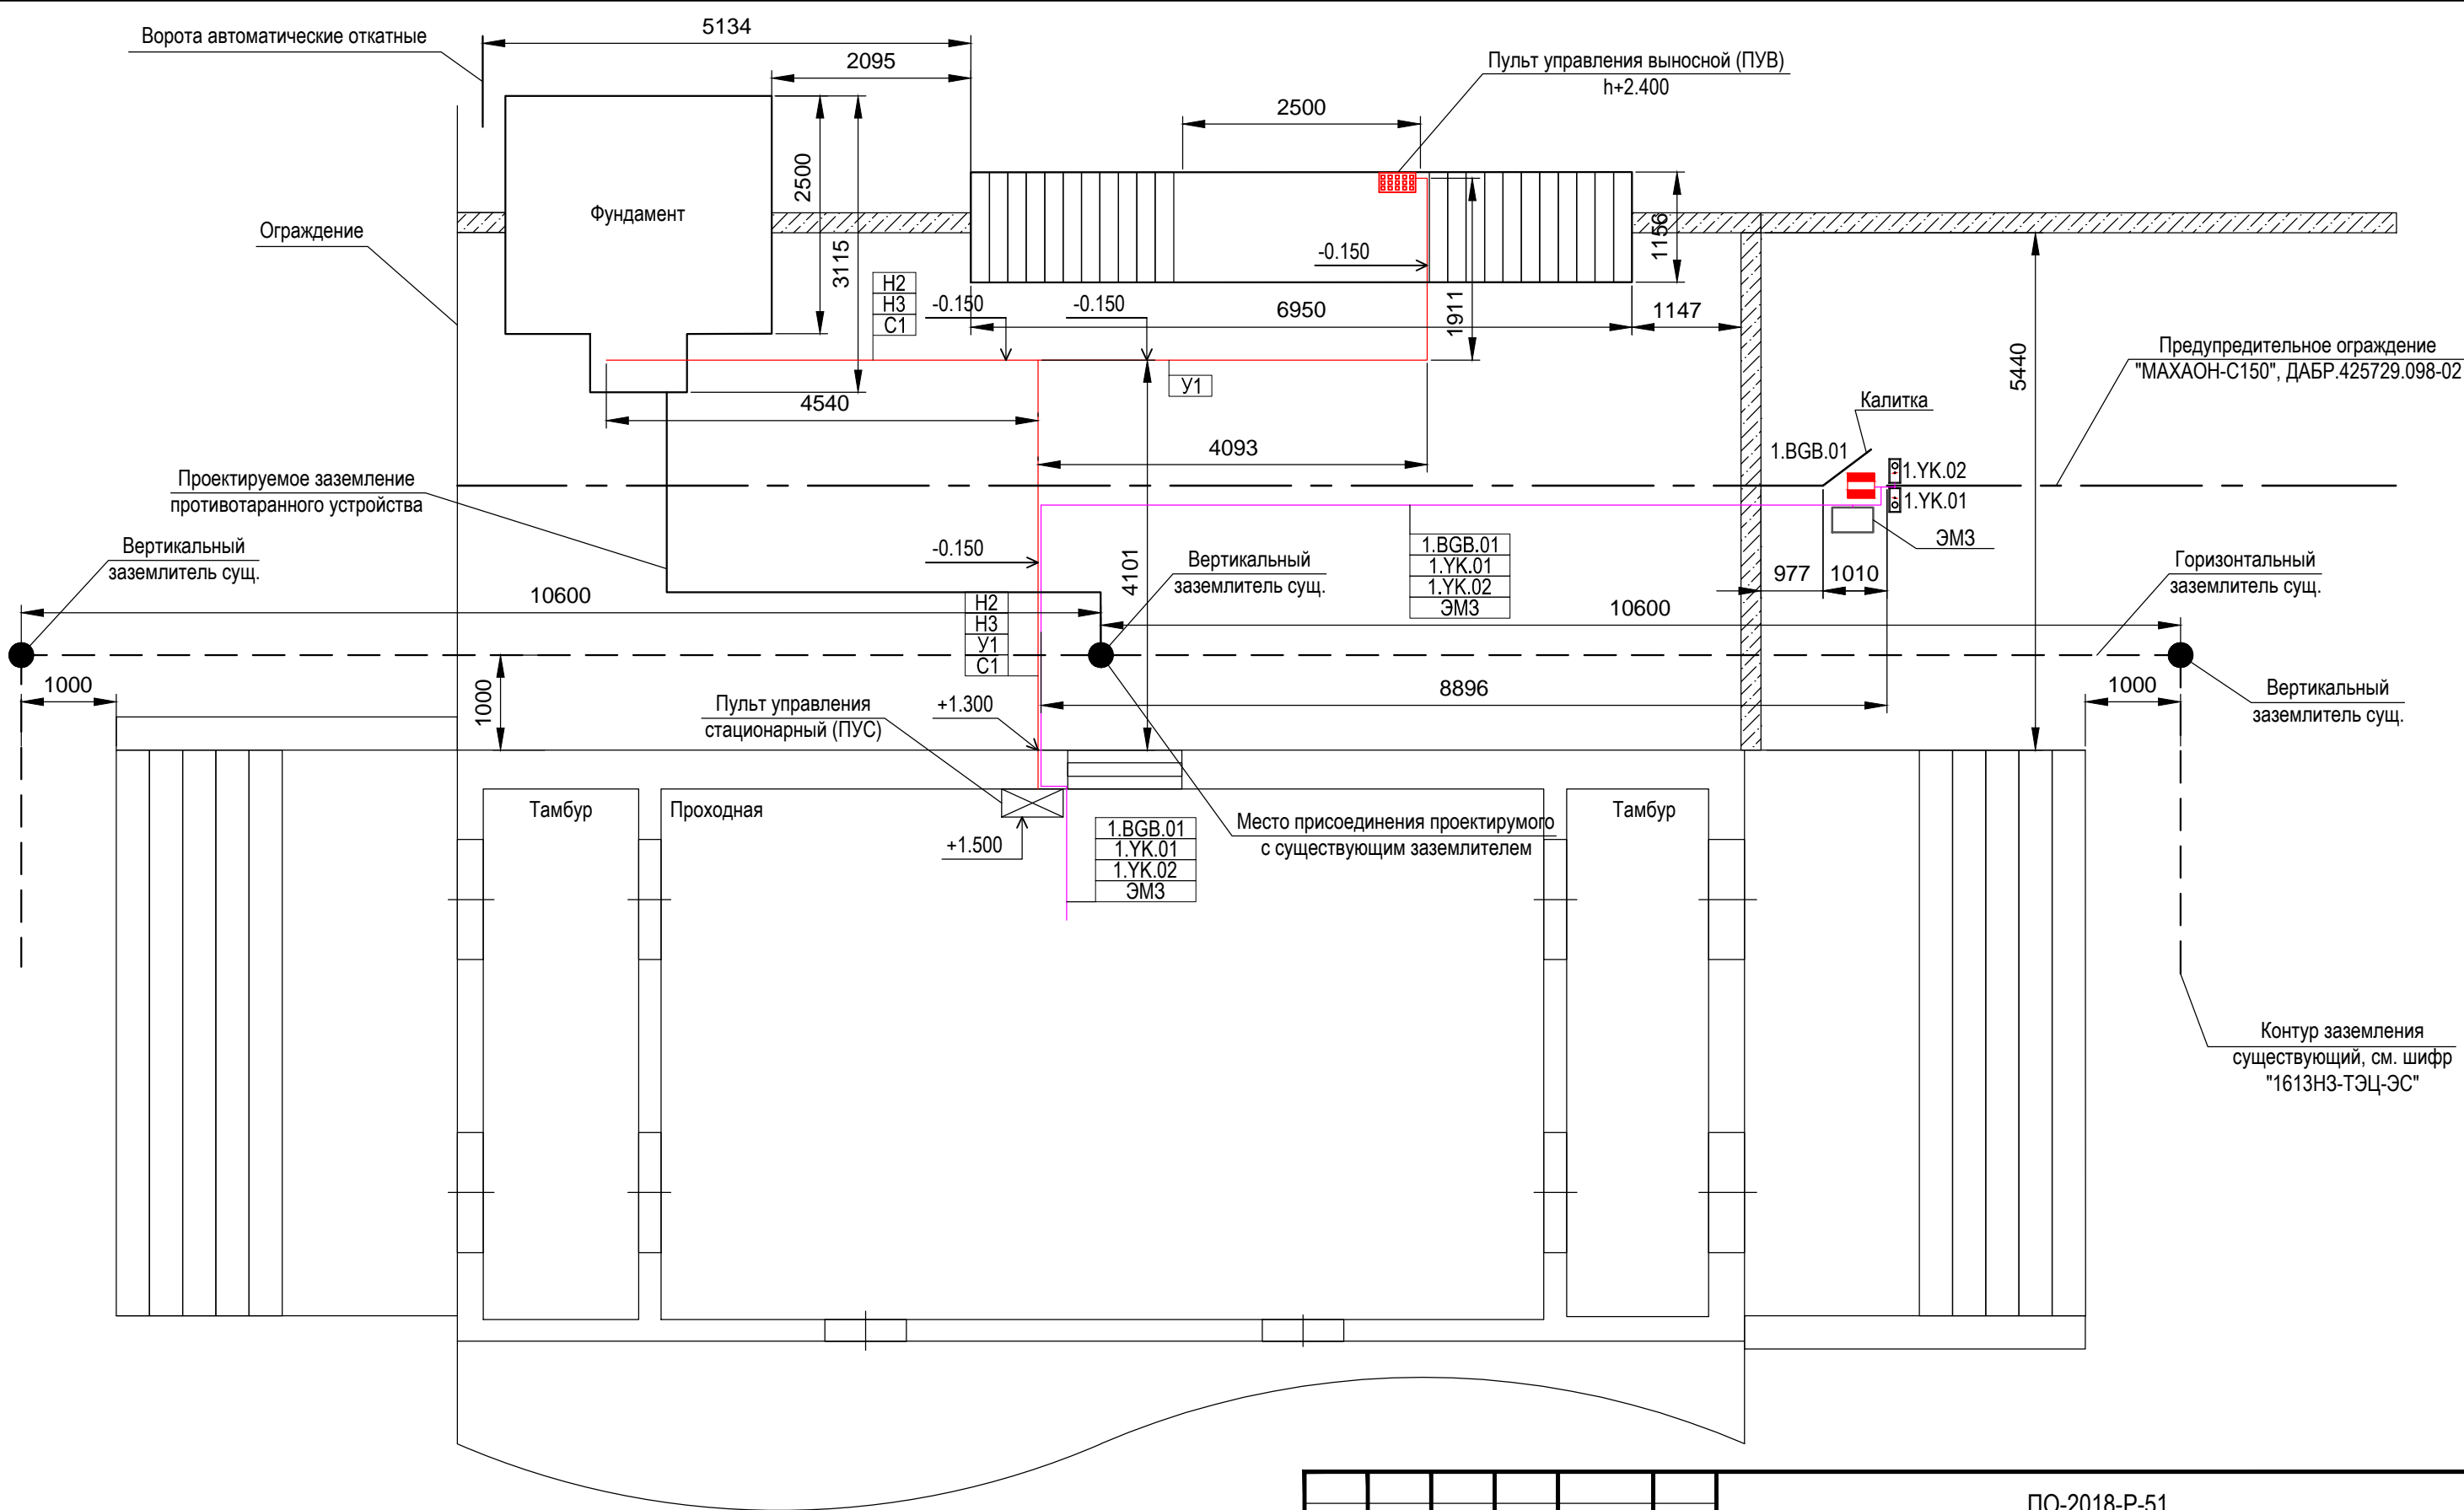 Ворота автоматические откатные
5134
2095
Пульт управления выносной (ПУВ)
h+2.400
2500
2500
3115
Фундамент
Ограждение
1156
-0.150
Н2
Н3
С1
-0.150
-0.150
6950
1911
1147
5440
Предупредительное ограждение
"МАХАОН-С150", ДАБР.425729.098-02
У1
4540
Калитка
4093
1.BGB.01
1.YK.02
1.YK.01
ЭМЗ
Проектируемое заземление
противотаранного устройства
Вертикальный
заземлитель сущ.
-0.150
4101
Вертикальный
заземлитель сущ.
1.BGB.01
1.YK.01
1.YK.02
ЭМЗ
977
1010
Горизонтальный
заземлитель сущ.
10600
10600
Н2
Н3
У1
С1
1000
1000
8896
1000
Вертикальный
заземлитель сущ.
Пульт управления
стационарный (ПУС)
+1.300
Тамбур
Проходная
+1.500
1.BGB.01
1.YK.01
1.YK.02
ЭМЗ
Место присоединения проектирумого
с существующим заземлителем
Тамбур
Контур заземления
существующий, см. шифр
"1613НЗ-ТЭЦ-ЭС"
ПО-2018-Р-51